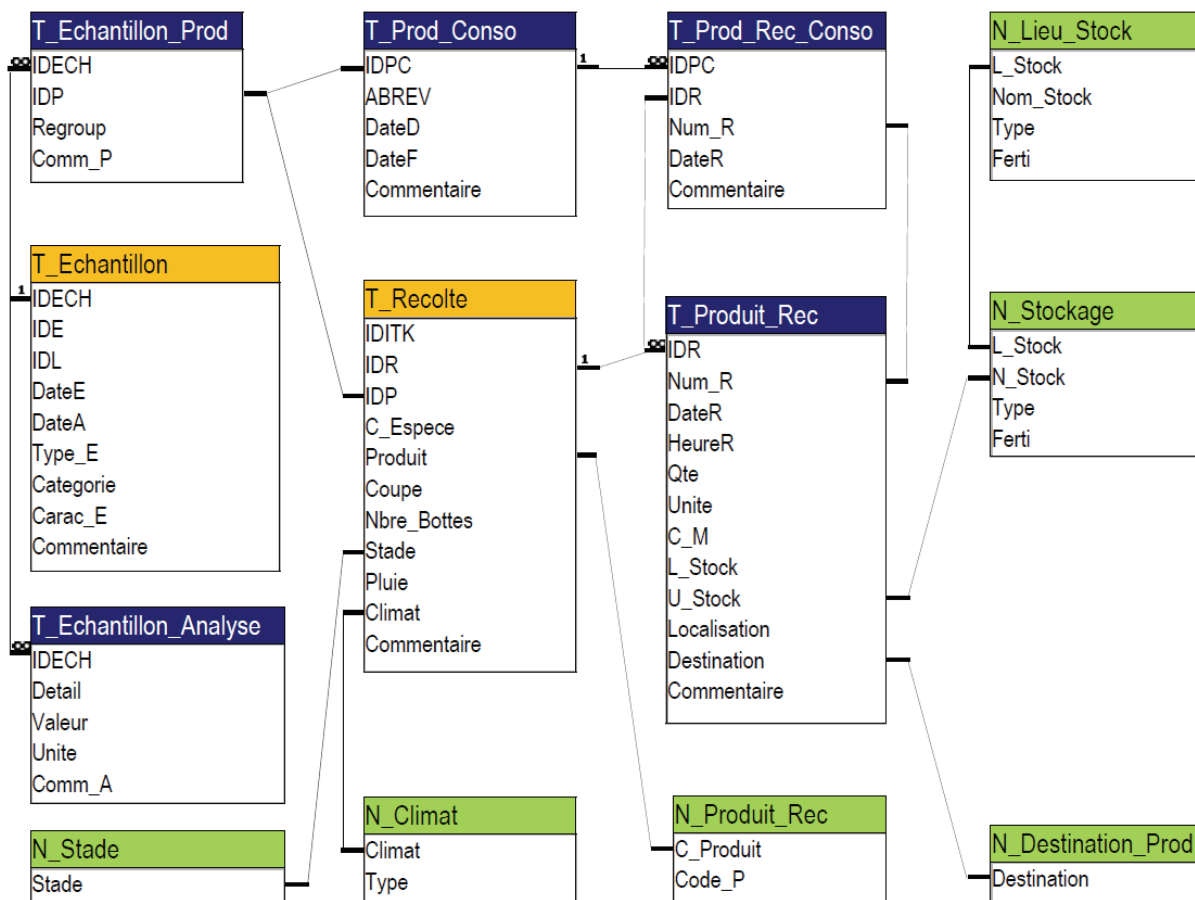 T_Echantillon_Prod
IDECH
IDP
Regroup
Comm_P
T_Prod_Conso
IDPC
ABREV
DateD
DateF
Commentaire
T_Prod_Rec_Conso
IDPC
IDR
Num_R
DateR
Commentaire
N_Lieu_Stock
L_Stock
Nom_Stock
Type
Ferti
∞
1
∞
T_Echantillon
IDECH
IDE
IDL
DateE
DateA
Type_E
Categorie
Carac_E
Commentaire
1
T_Recolte
IDITK
IDR
IDP
C_Espece
Produit
Coupe
Nbre_Bottes
Stade
Pluie
Climat
Commentaire
1
∞
T_Produit_Rec
IDR
Num_R
DateR
HeureR
Qte
Unite
C_M
L_Stock
U_Stock
Localisation
Destination
Commentaire
N_Stockage
L_Stock
N_Stock
Type
Ferti
T_Echantillon_Analyse
∞
IDECH
Detail
Valeur
Unite
Comm_A
N_Stade
Stade
N_Climat
Climat
Type
N_Produit_Rec
C_Produit
Code_P
N_Destination_Prod
Destination